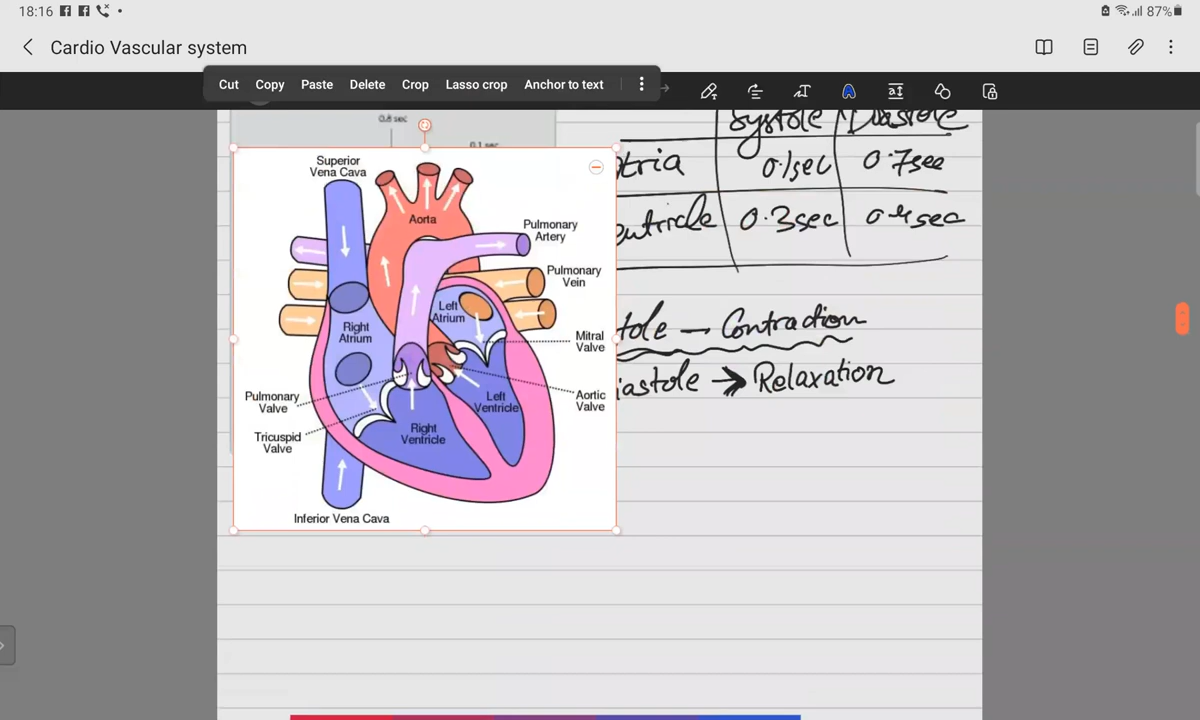 18:16
87%
Cardio Vascular system
Cut Copy Paste Delete Crop Lasso crop Anchor to text
0.8 sec
0.1 sec
Systole Diastole
tria 0.1sec 0.7sec
entricle 0.3sec 0.4sec
tole - Contraction
iastole → Relaxation
Superior
Vena Cava
Aorta
Pulmonary
Artery
Pulmonary
Vein
Left
Atrium
Right
Atrium
Mitral
Valve
Pulmonary
Valve
Left
Ventricle
Aortic
Valve
Tricuspid
Valve
Right
Ventricle
Inferior Vena Cava